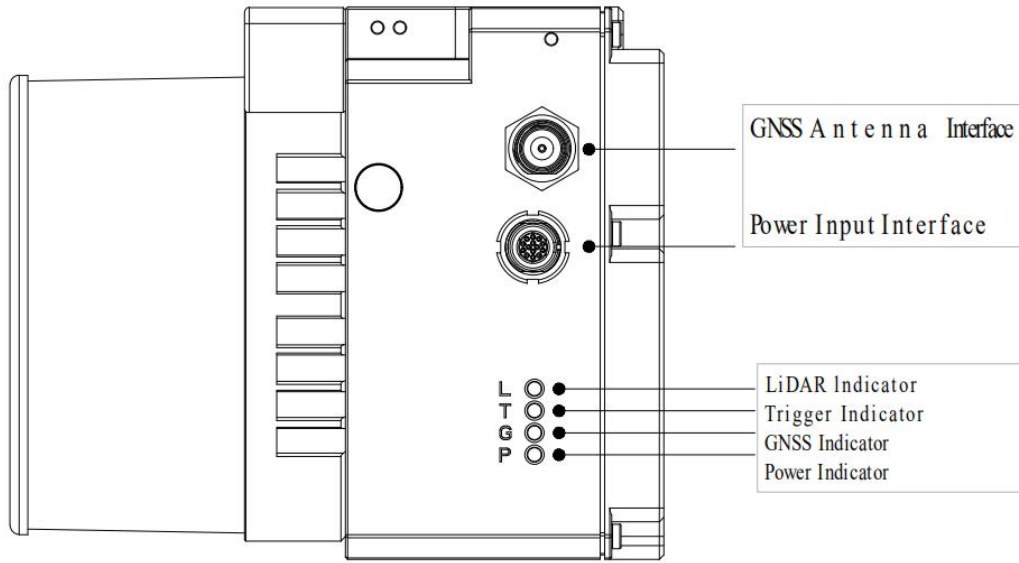 GNSS Antenna Interface
Power Input Interface
L
T
G
P
LiDAR Indicator
Trigger Indicator
GNSS Indicator
Power Indicator